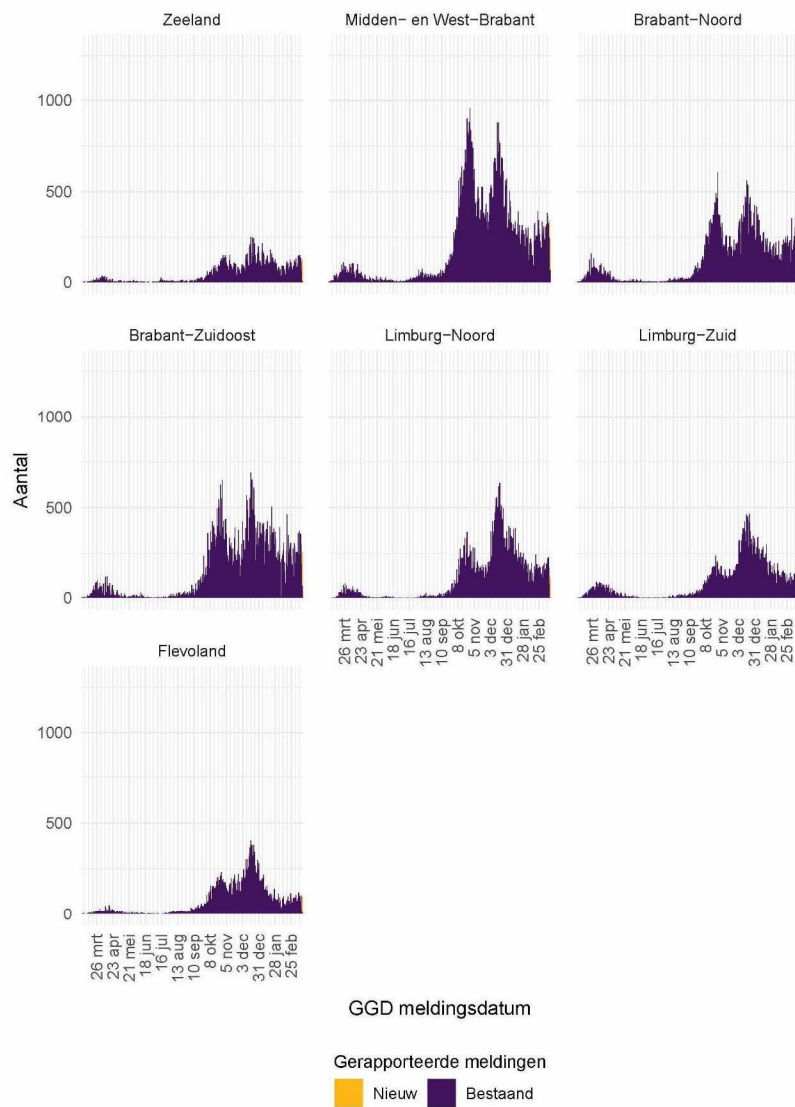 Zeeland
Midden− en West−Brabant
Brabant−Noord
1000
500
0
Brabant−Zuidoost
Limburg−Noord
Limburg−Zuid
1000
500
0
Aantal
26 mrt
23 apr
21 mei
18 jun
16 jul
13 aug
10 sep
8 okt
5 nov
3 dec
31 dec
28 jan
25 feb
26 mrt
23 apr
21 mei
18 jun
16 jul
13 aug
10 sep
8 okt
5 nov
3 dec
31 dec
28 jan
25 feb
Flevoland
1000
500
0
26 mrt
23 apr
21 mei
18 jun
16 jul
13 aug
10 sep
8 okt
5 nov
3 dec
31 dec
28 jan
25 feb
GGD meldingsdatum
Gerapporteerde meldingen
Nieuw
Bestaand